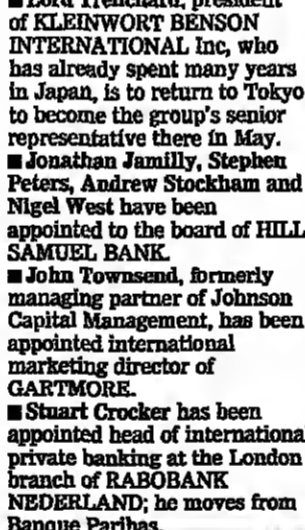 ■ Lord Trenchard, president
of KLEINWORT BENSON
INTERNATIONAL Inc, who
has already spent many years
in Japan, is to return to Tokyo
to become the group's senior
representative there in May.
■ Jonathan Jamilly, Stephen
Peters, Andrew Stockham and
Nigel West have been
appointed to the board of HILL
SAMUEL BANK.
■ John Townsend, formerly
managing partner of Johnson
Capital Management, has been
appointed international
marketing director of
GARTMORE.
■ Stuart Crocker has been
appointed head of international
private banking at the London
branch of RABOBANK
NEDERLAND; he moves from
Banque Paribas.